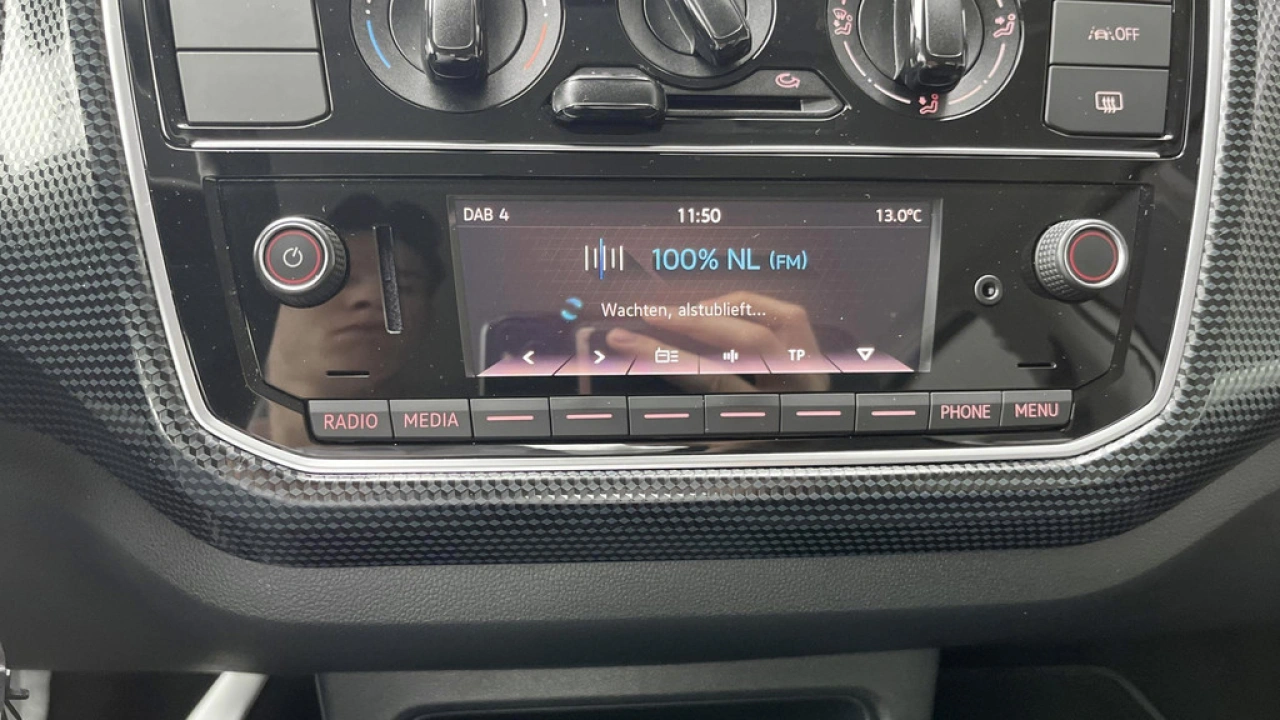 OFF
DAB 4 11:50 13.0°C
100% NL (FM)
Wachten, alstublieft...
TP
RADIO MEDIA PHONE MENU